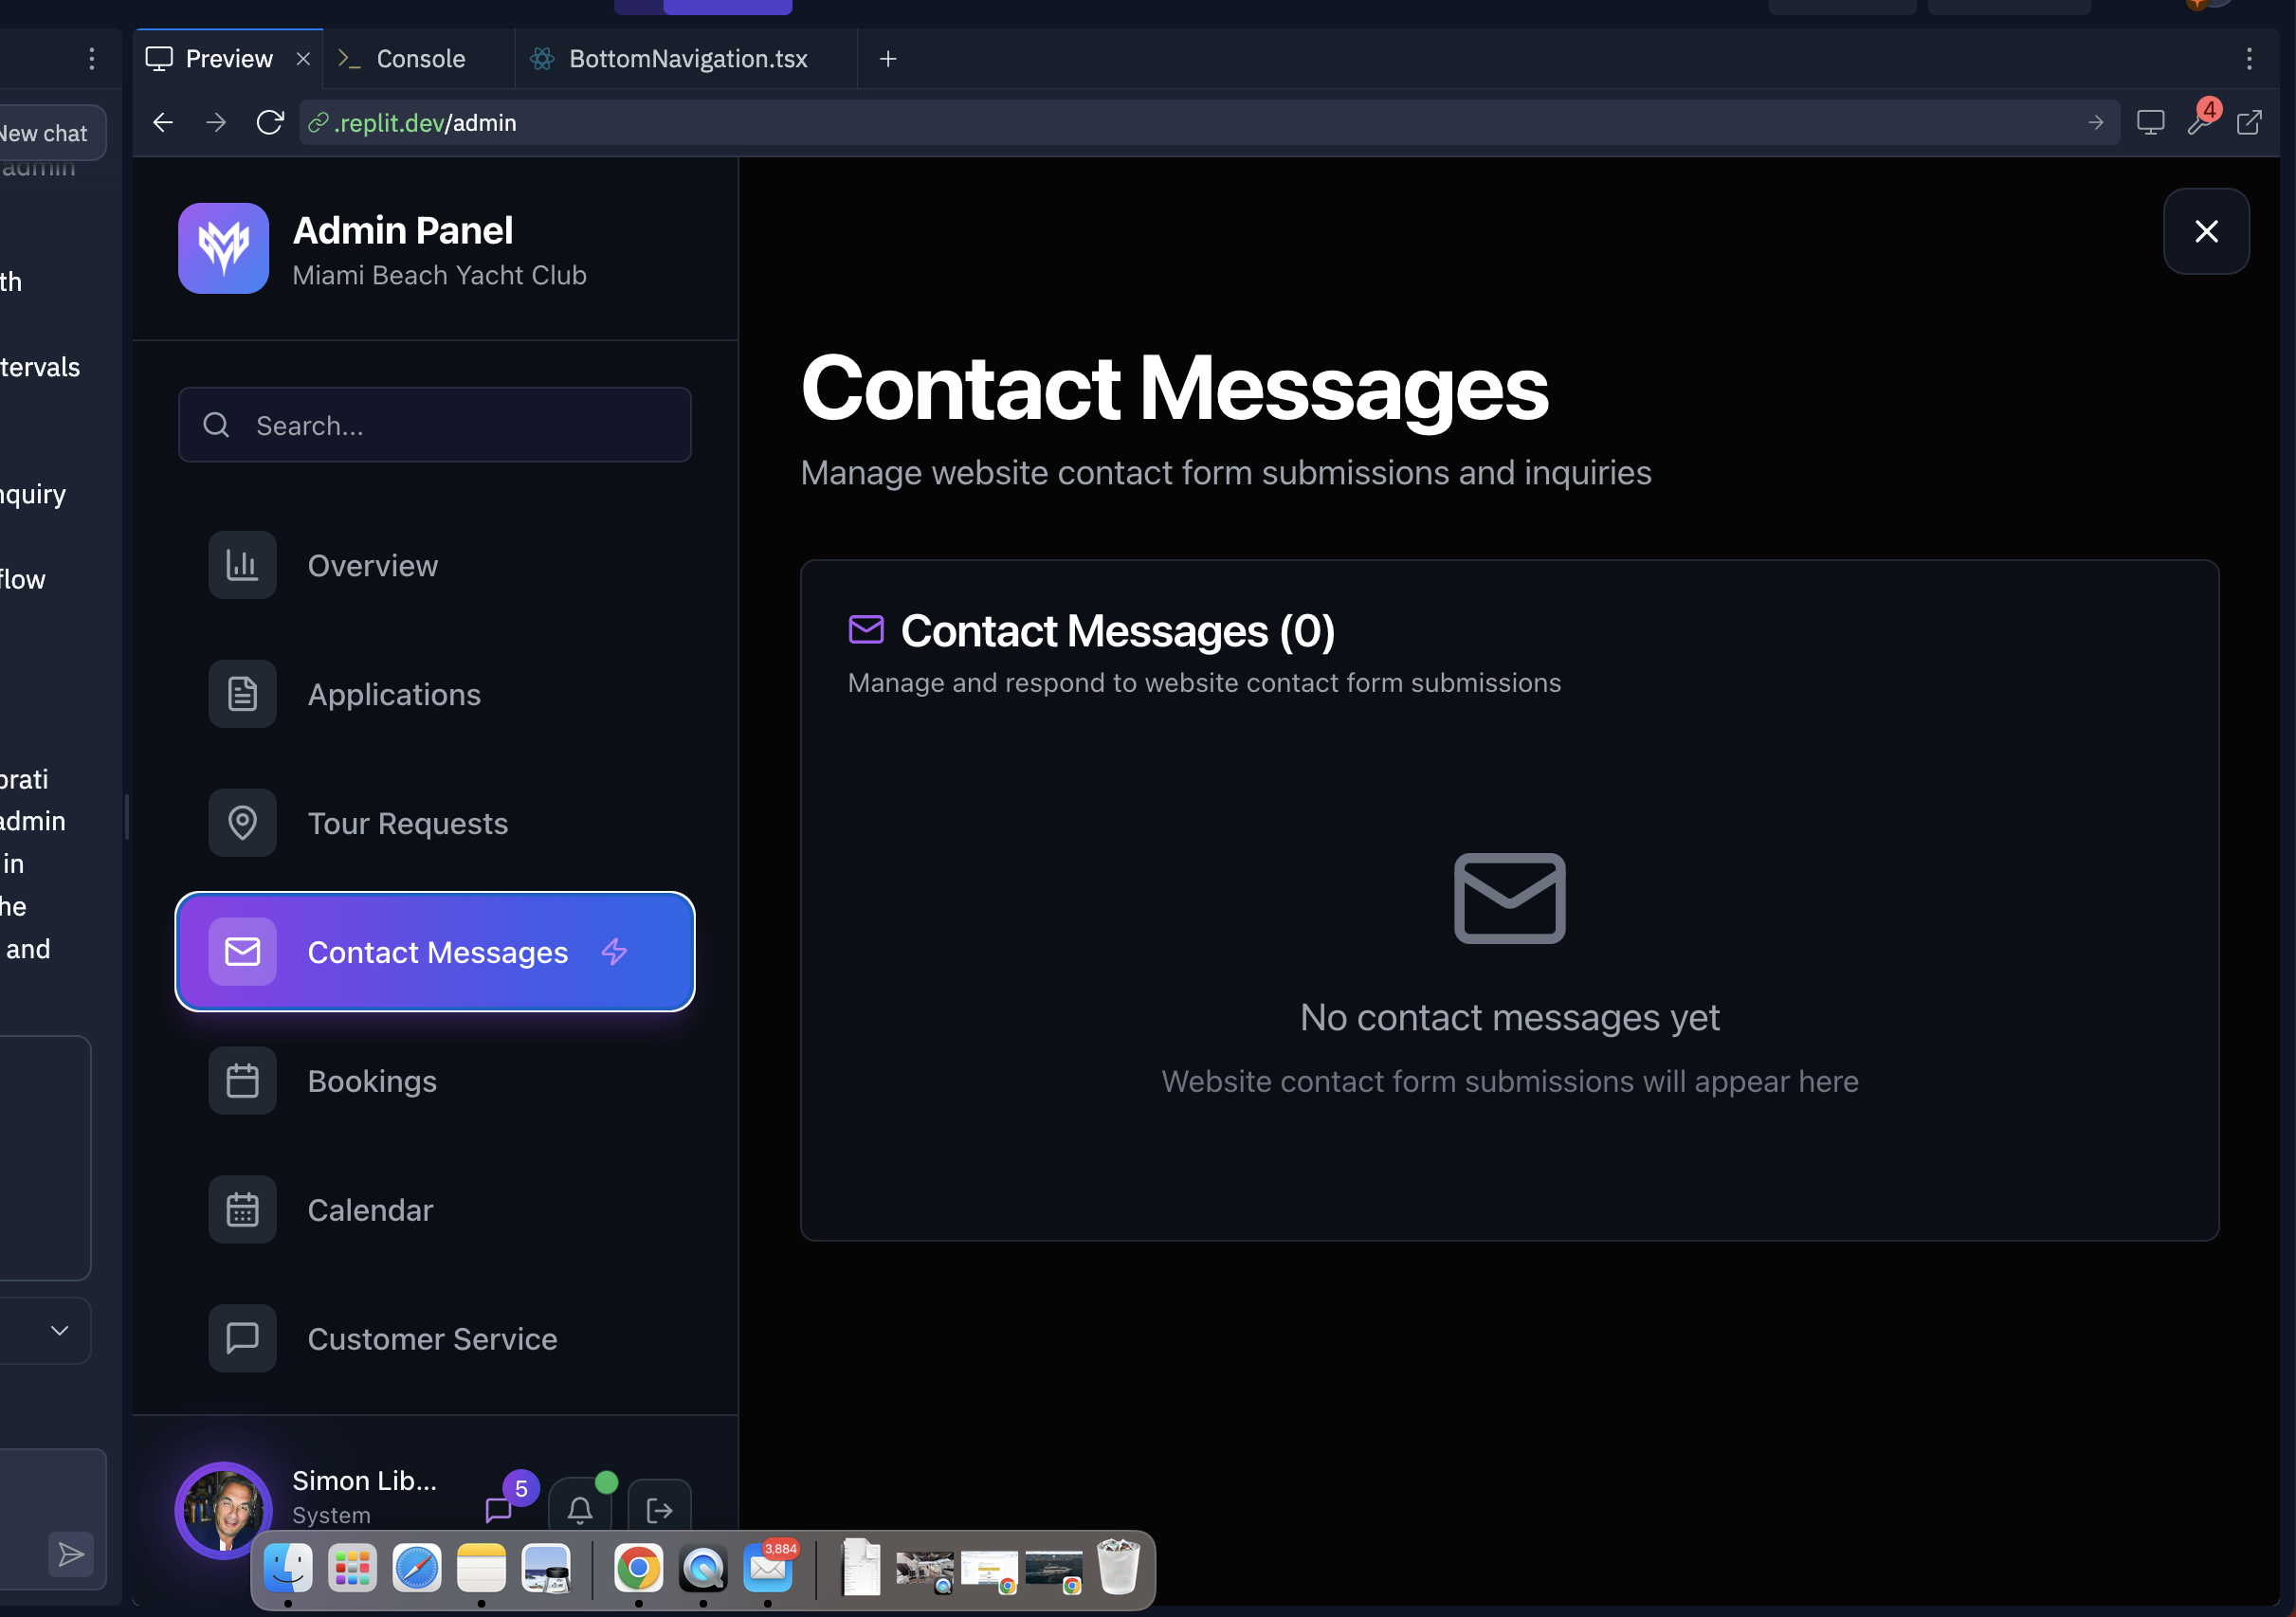 Preview
Console
BottomNavigation.tsx
New chat
.replit.dev/admin
4
admin
th
tervals
nquiry
flow
orati
admin
in
he
and
Admin Panel
Miami Beach Yacht Club
Search...
Overview
Applications
Tour Requests
Contact Messages
Bookings
Calendar
Customer Service
Simon Lib...
System
5
Contact Messages
Manage website contact form submissions and inquiries
Contact Messages (0)
Manage and respond to website contact form submissions
No contact messages yet
Website contact form submissions will appear here
3,884